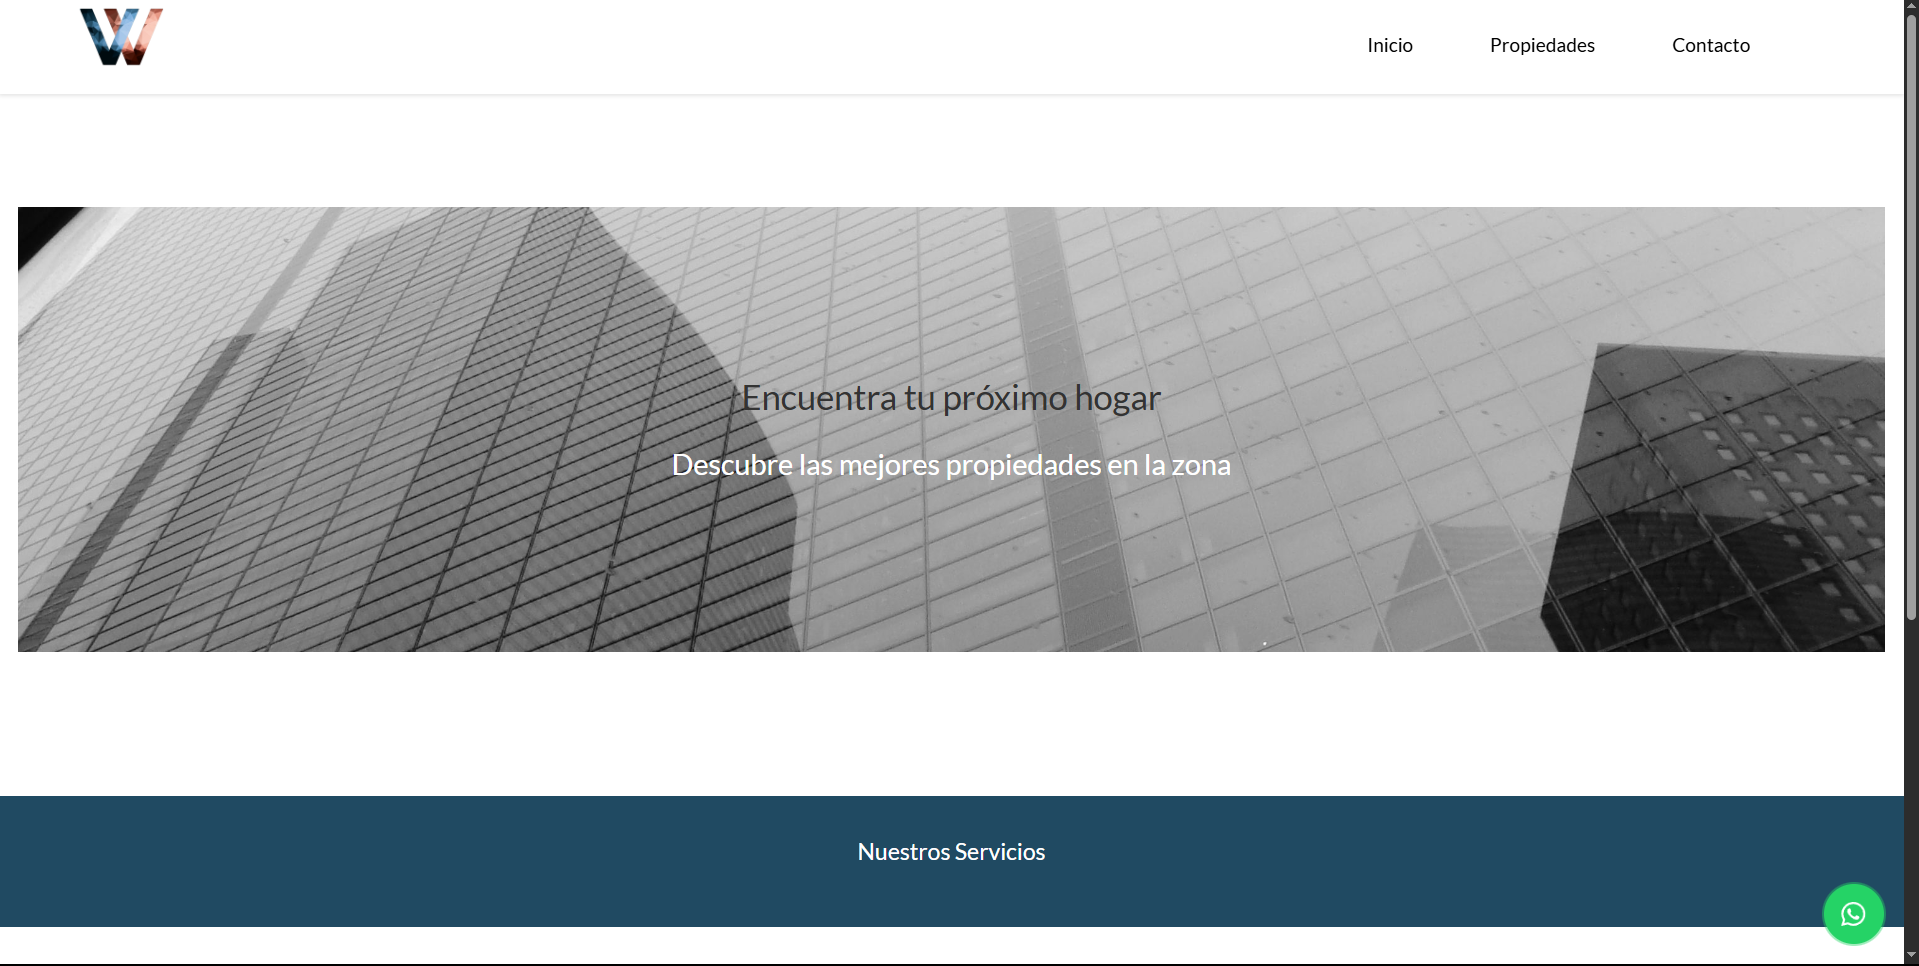 Inicio
Propiedades
Contacto
Encuentra tu próximo hogar
Descubre las mejores propiedades en la zona
Nuestros Servicios